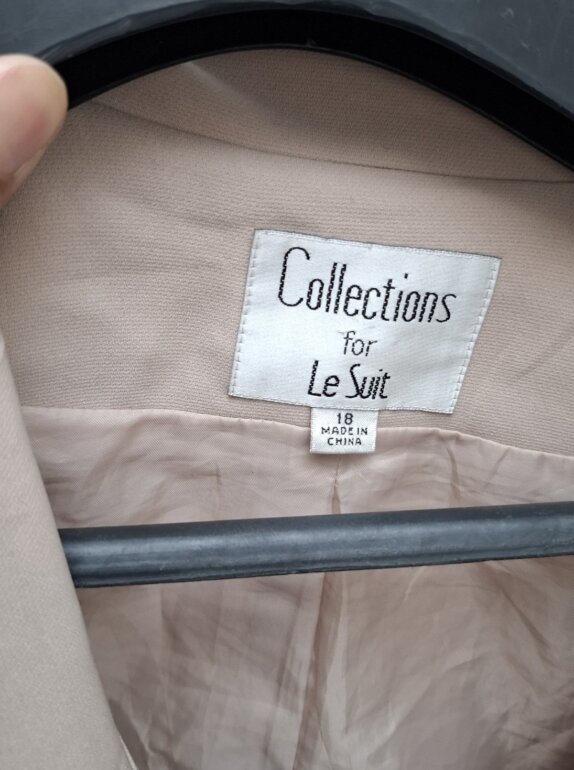 Collections
for
Le Suit
18
MADE IN
CHINA